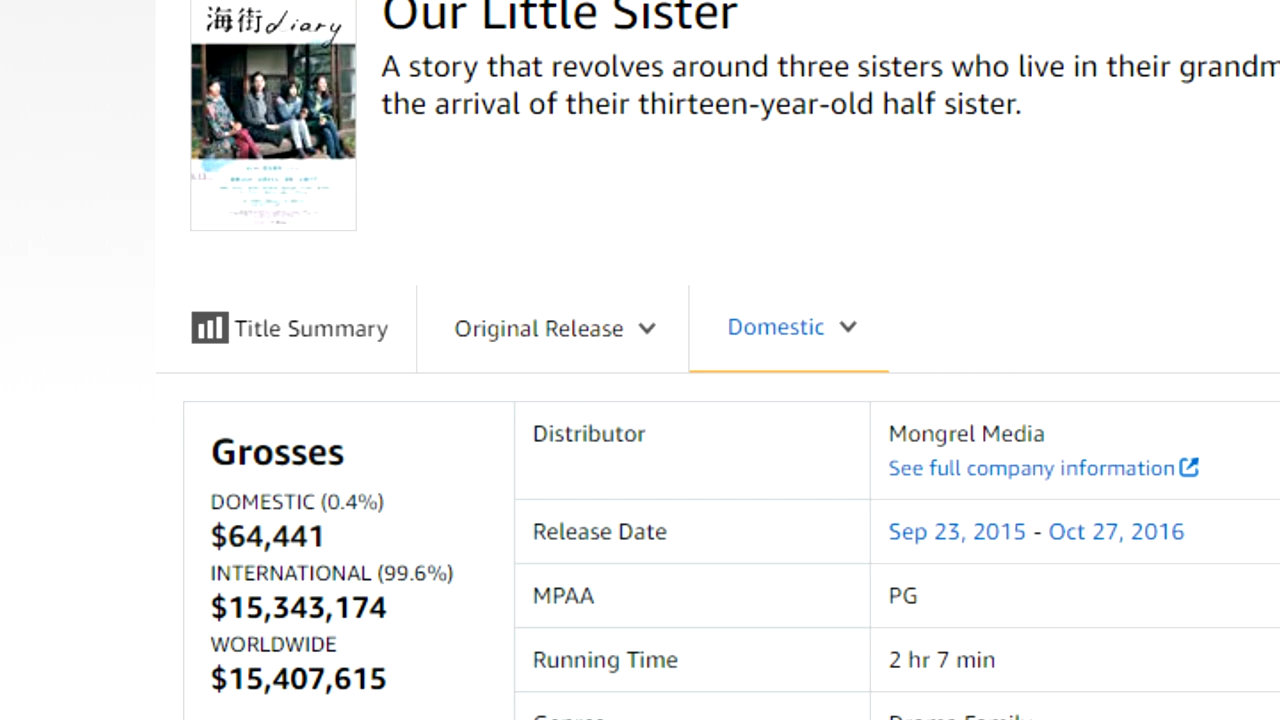 海街diary
Our Little Sister
A story that revolves around three sisters who live in their grandm
the arrival of their thirteen-year-old half sister.
Title Summary
Original Release
Domestic
Grosses
DOMESTIC (0.4%)
$64,441
INTERNATIONAL (99.6%)
$15,343,174
WORLDWIDE
$15,407,615
Distributor
Mongrel Media
See full company information
Release Date
Sep 23, 2015 - Oct 27, 2016
MPAA
PG
Running Time
2 hr 7 min
Genres
Drama Family